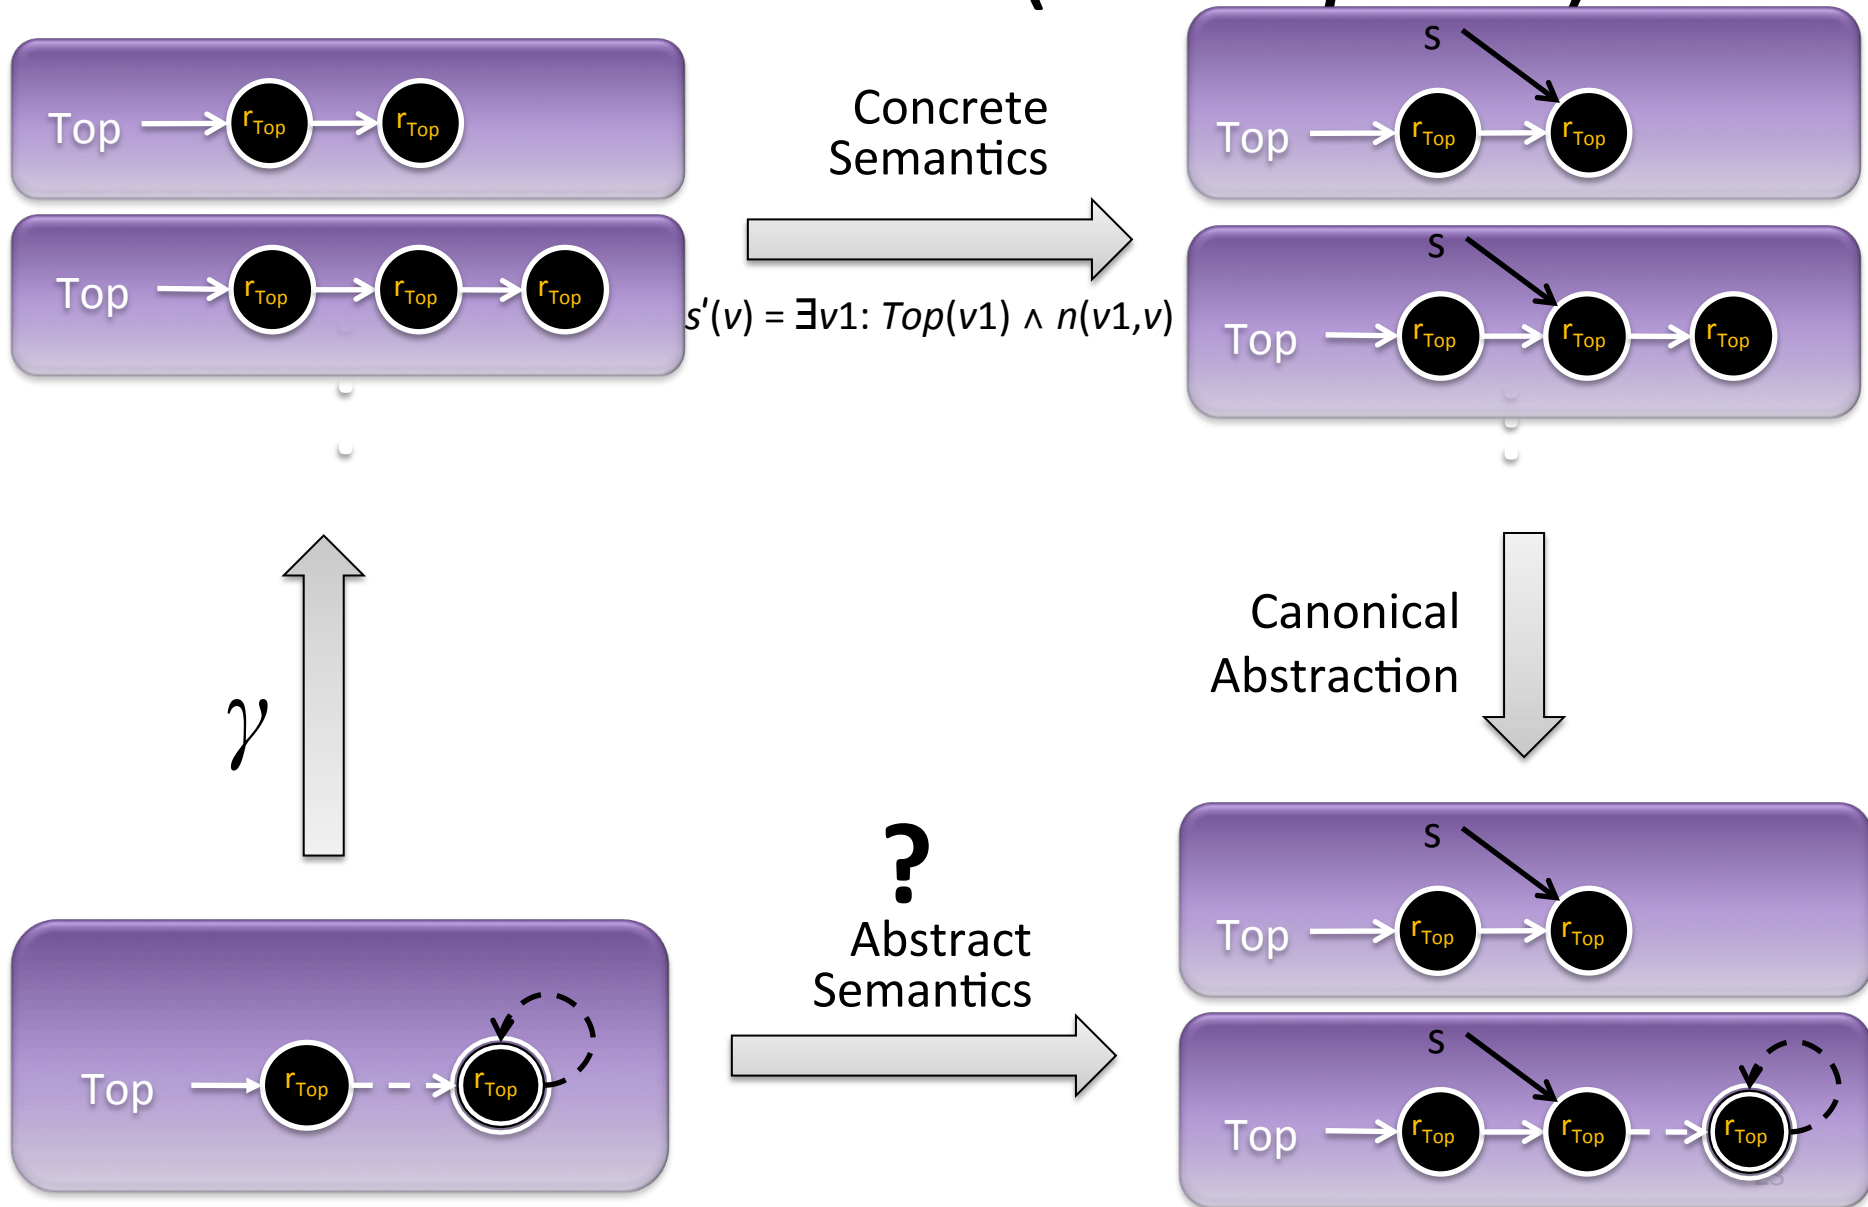 Top r_Top r_Top
Top r_Top r_Top r_Top
Concrete
Semantics
s'(v) = ∃v1: Top(v1) ∧ n(v1,v)
s
Top r_Top r_Top
s
Top r_Top r_Top r_Top
γ
Canonical
Abstraction
Top r_Top r_Top
?
Abstract
Semantics
s
Top r_Top r_Top
s
Top r_Top r_Top r_Top